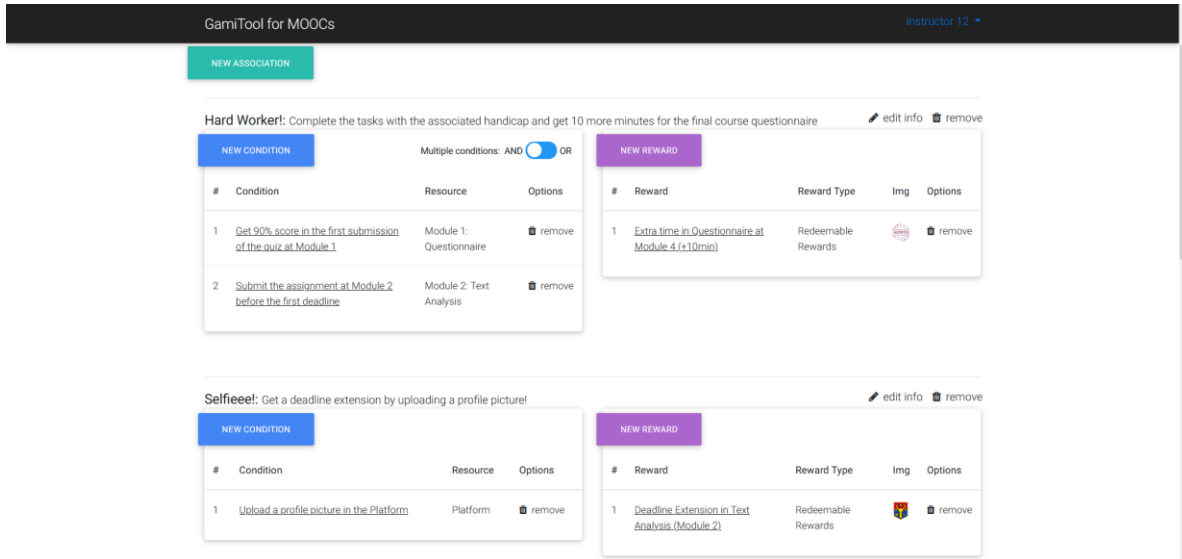 GamiTool for MOOCs
Instructor 12
NEW ASSOCIATION
Hard Worker!: Complete the tasks with the associated handicap and get 10 more minutes for the final course questionnaire
edit info remove
NEW CONDITION
Multiple conditions: AND OR
# Condition Resource Options
1 Get 90% score in the first submission of the quiz at Module 1 Module 1: Questionnaire remove
2 Submit the assignment at Module 2 before the first deadline Module 2: Text Analysis remove
NEW REWARD
# Reward Reward Type Img Options
1 Extra time in Questionnaire at Module 4 (+10min) Redeemable Rewards remove
Selfieee!: Get a deadline extension by uploading a profile picture!
edit info remove
NEW CONDITION
# Condition Resource Options
1 Upload a profile picture in the Platform Platform remove
NEW REWARD
# Reward Reward Type Img Options
1 Deadline Extension in Text Analysis (Module 2) Redeemable Rewards remove